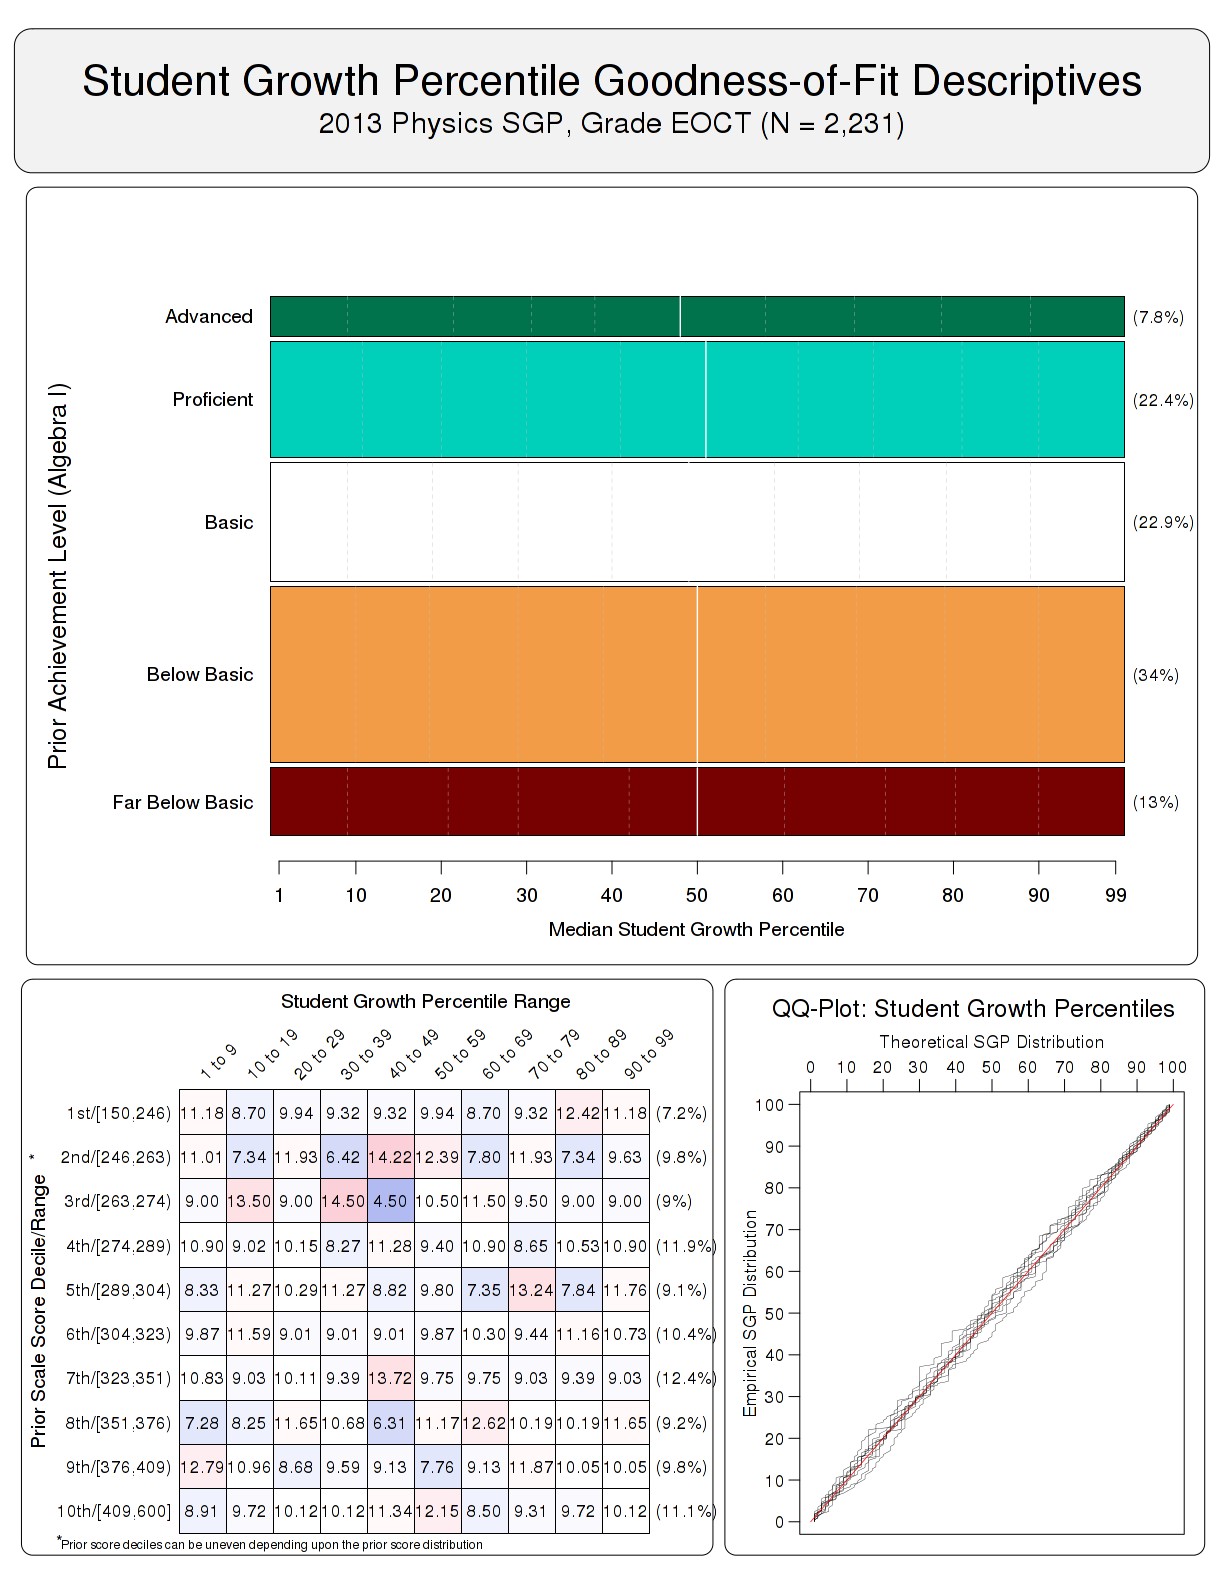 Student Growth Percentile Goodness-of-Fit Descriptives
2013 Physics SGP, Grade EOCT (N = 2,231)
Prior Achievement Level (Algebra I)
Advanced (7.8%)
Proficient (22.4%)
Basic (22.9%)
Below Basic (34%)
Far Below Basic (13%)
1 10 20 30 40 50 60 70 80 90 99
Median Student Growth Percentile
Student Growth Percentile Range
1 to 9 10 to 19 20 to 29 30 to 39 40 to 49 50 to 59 60 to 69 70 to 79 80 to 89 90 to 99
Prior Scale Score Decile/Range *
1st/[150,246) 11.18 8.70 9.94 9.32 9.32 9.94 8.70 9.32 12.42 11.18 (7.2%)
2nd/[246,263) 11.01 7.34 11.93 6.42 14.22 12.39 7.80 11.93 7.34 9.63 (9.8%)
3rd/[263,274) 9.00 13.50 9.00 14.50 4.50 10.50 11.50 9.50 9.00 9.00 (9%)
4th/[274,289) 10.90 9.02 10.15 8.27 11.28 9.40 10.90 8.65 10.53 10.90 (11.9%)
5th/[289,304) 8.33 11.27 10.29 11.27 8.82 9.80 7.35 13.24 7.84 11.76 (9.1%)
6th/[304,323) 9.87 11.59 9.01 9.01 9.01 9.87 10.30 9.44 11.16 10.73 (10.4%)
7th/[323,351) 10.83 9.03 10.11 9.39 13.72 9.75 9.75 9.03 9.39 9.03 (12.4%)
8th/[351,376) 7.28 8.25 11.65 10.68 6.31 11.17 12.62 10.19 10.19 11.65 (9.2%)
9th/[376,409) 12.79 10.96 8.68 9.59 9.13 7.76 9.13 11.87 10.05 10.05 (9.8%)
10th/[409,600] 8.91 9.72 10.12 10.12 11.34 12.15 8.50 9.31 9.72 10.12 (11.1%)
*Prior score deciles can be uneven depending upon the prior score distribution
QQ-Plot: Student Growth Percentiles
Theoretical SGP Distribution
0 10 20 30 40 50 60 70 80 90 100
Empirical SGP Distribution
100
90
80
70
60
50
40
30
20
10
0